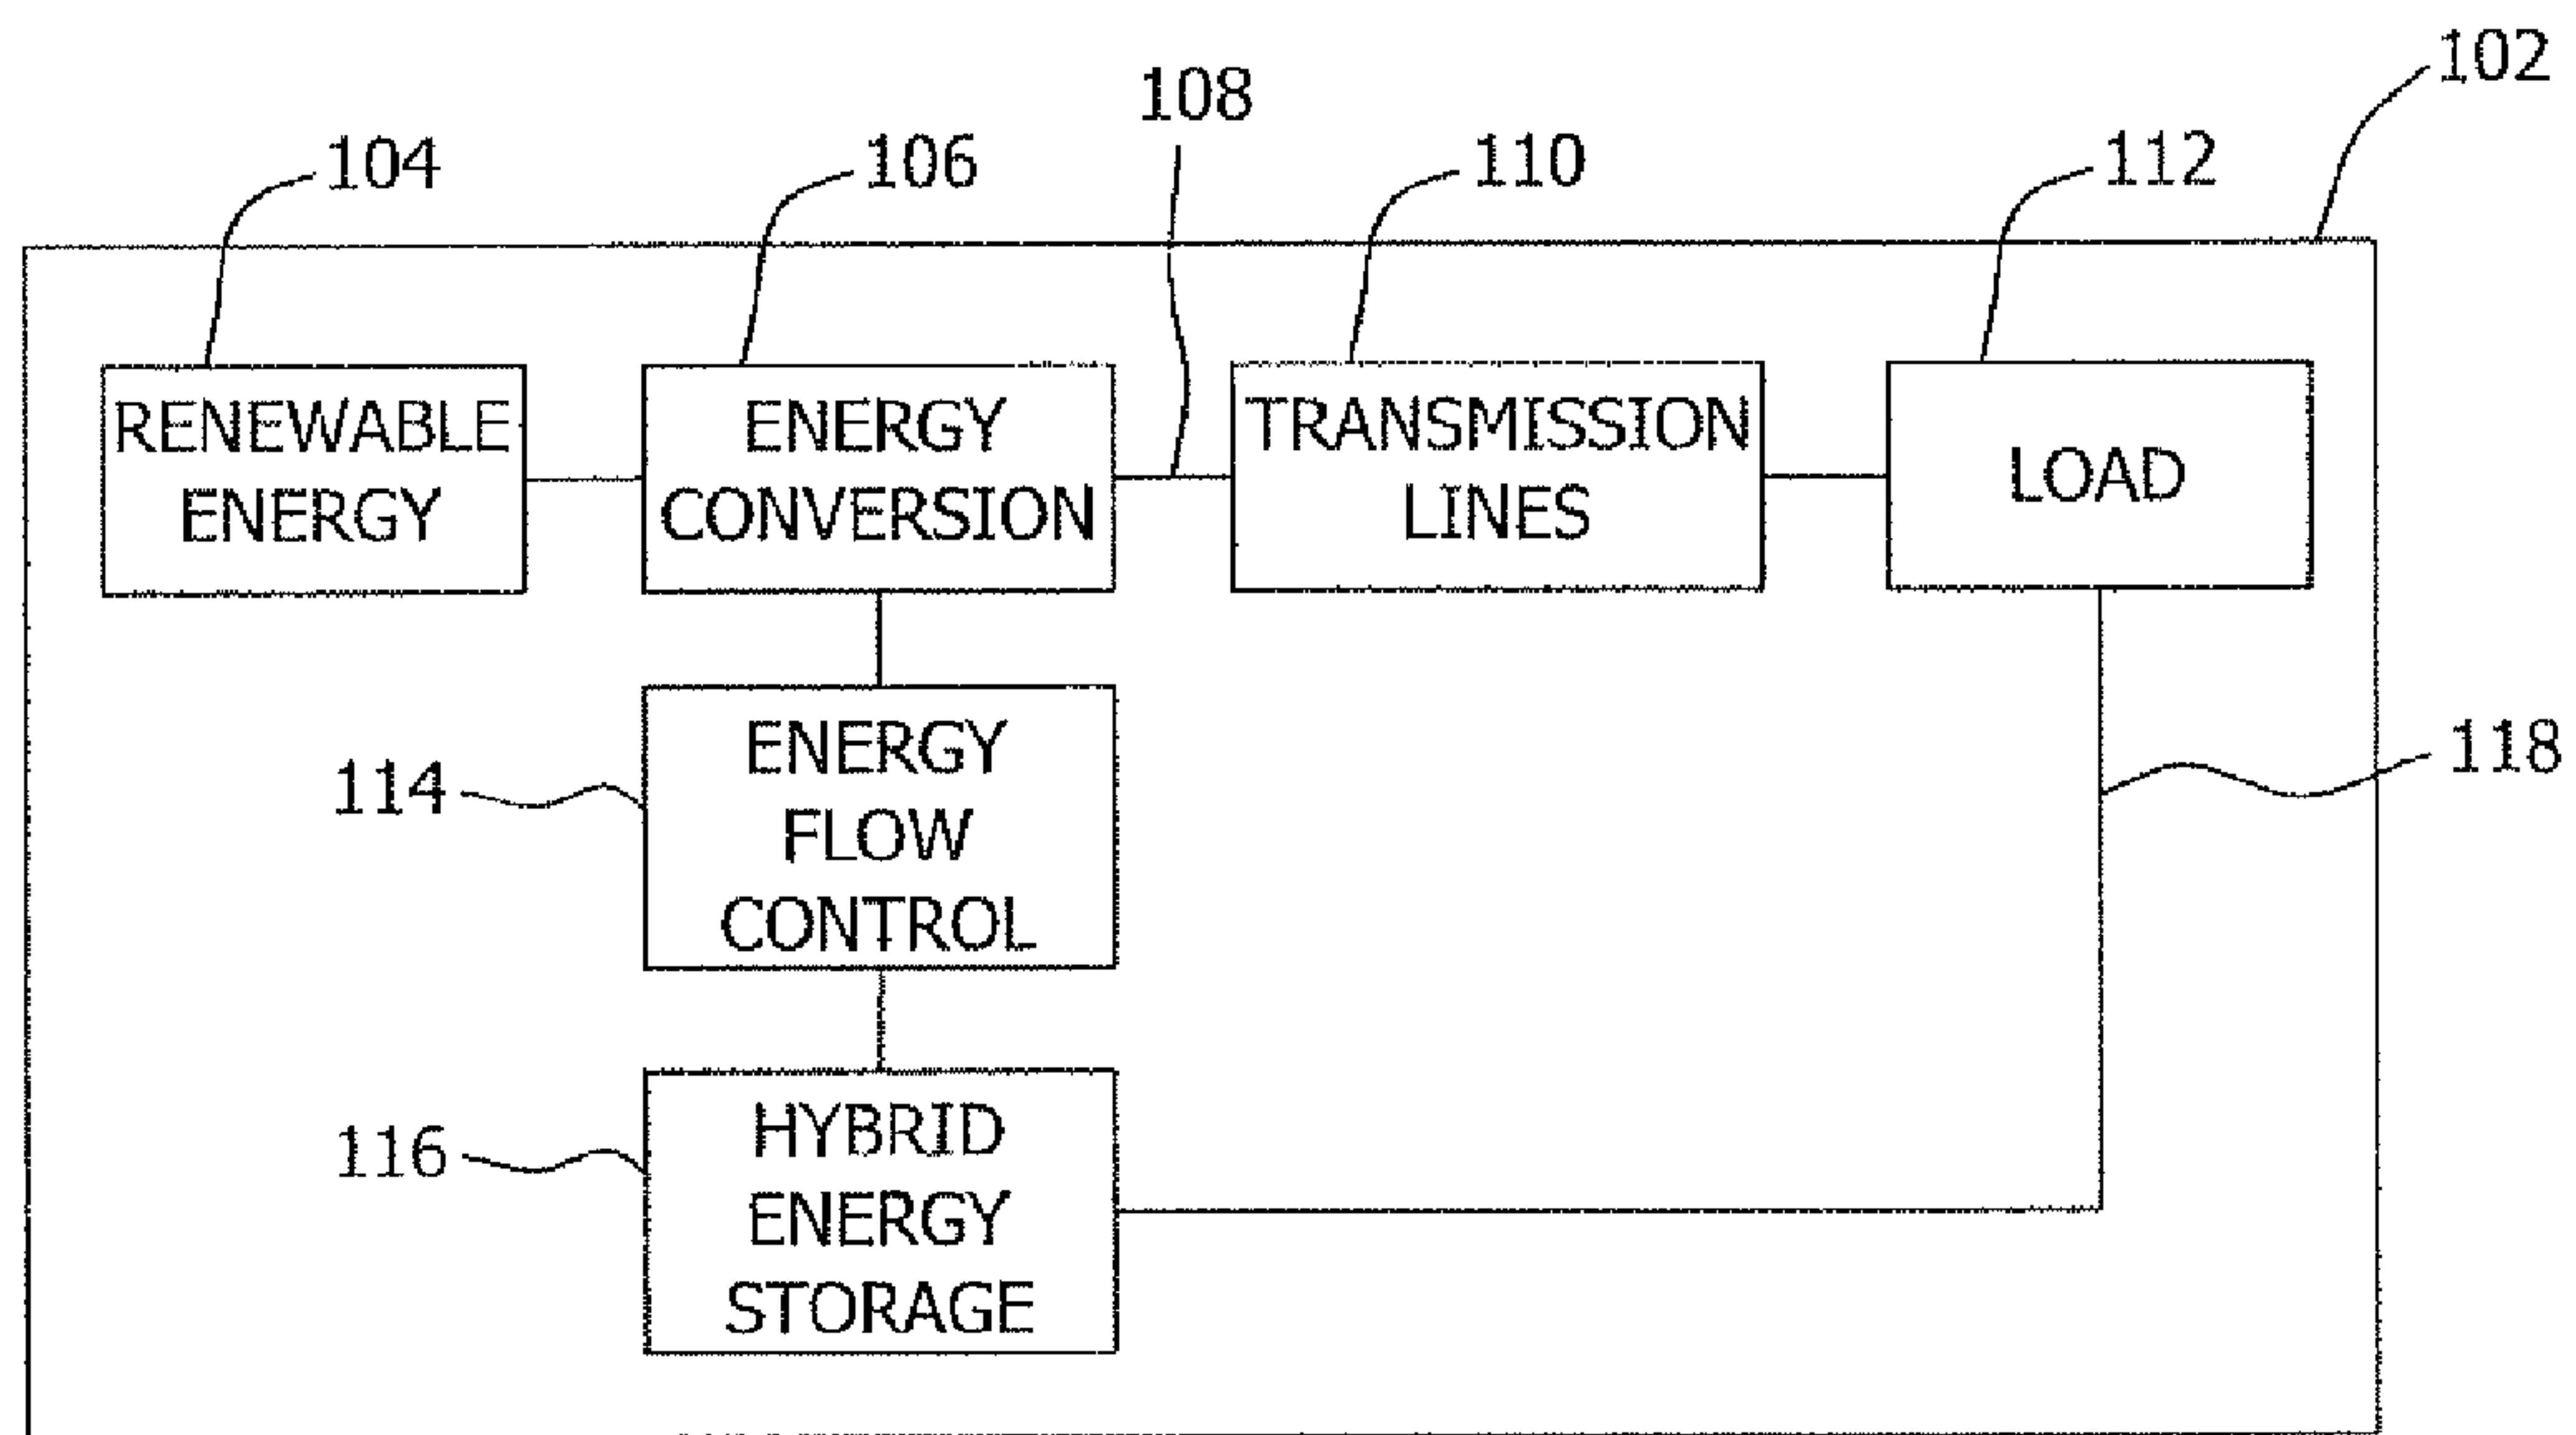 102
108
104
106
110
112
RENEWABLE
ENERGY
ENERGY
CONVERSION
TRANSMISSION
LINES
LOAD
114
ENERGY
FLOW
CONTROL
118
116
HYBRID
ENERGY
STORAGE